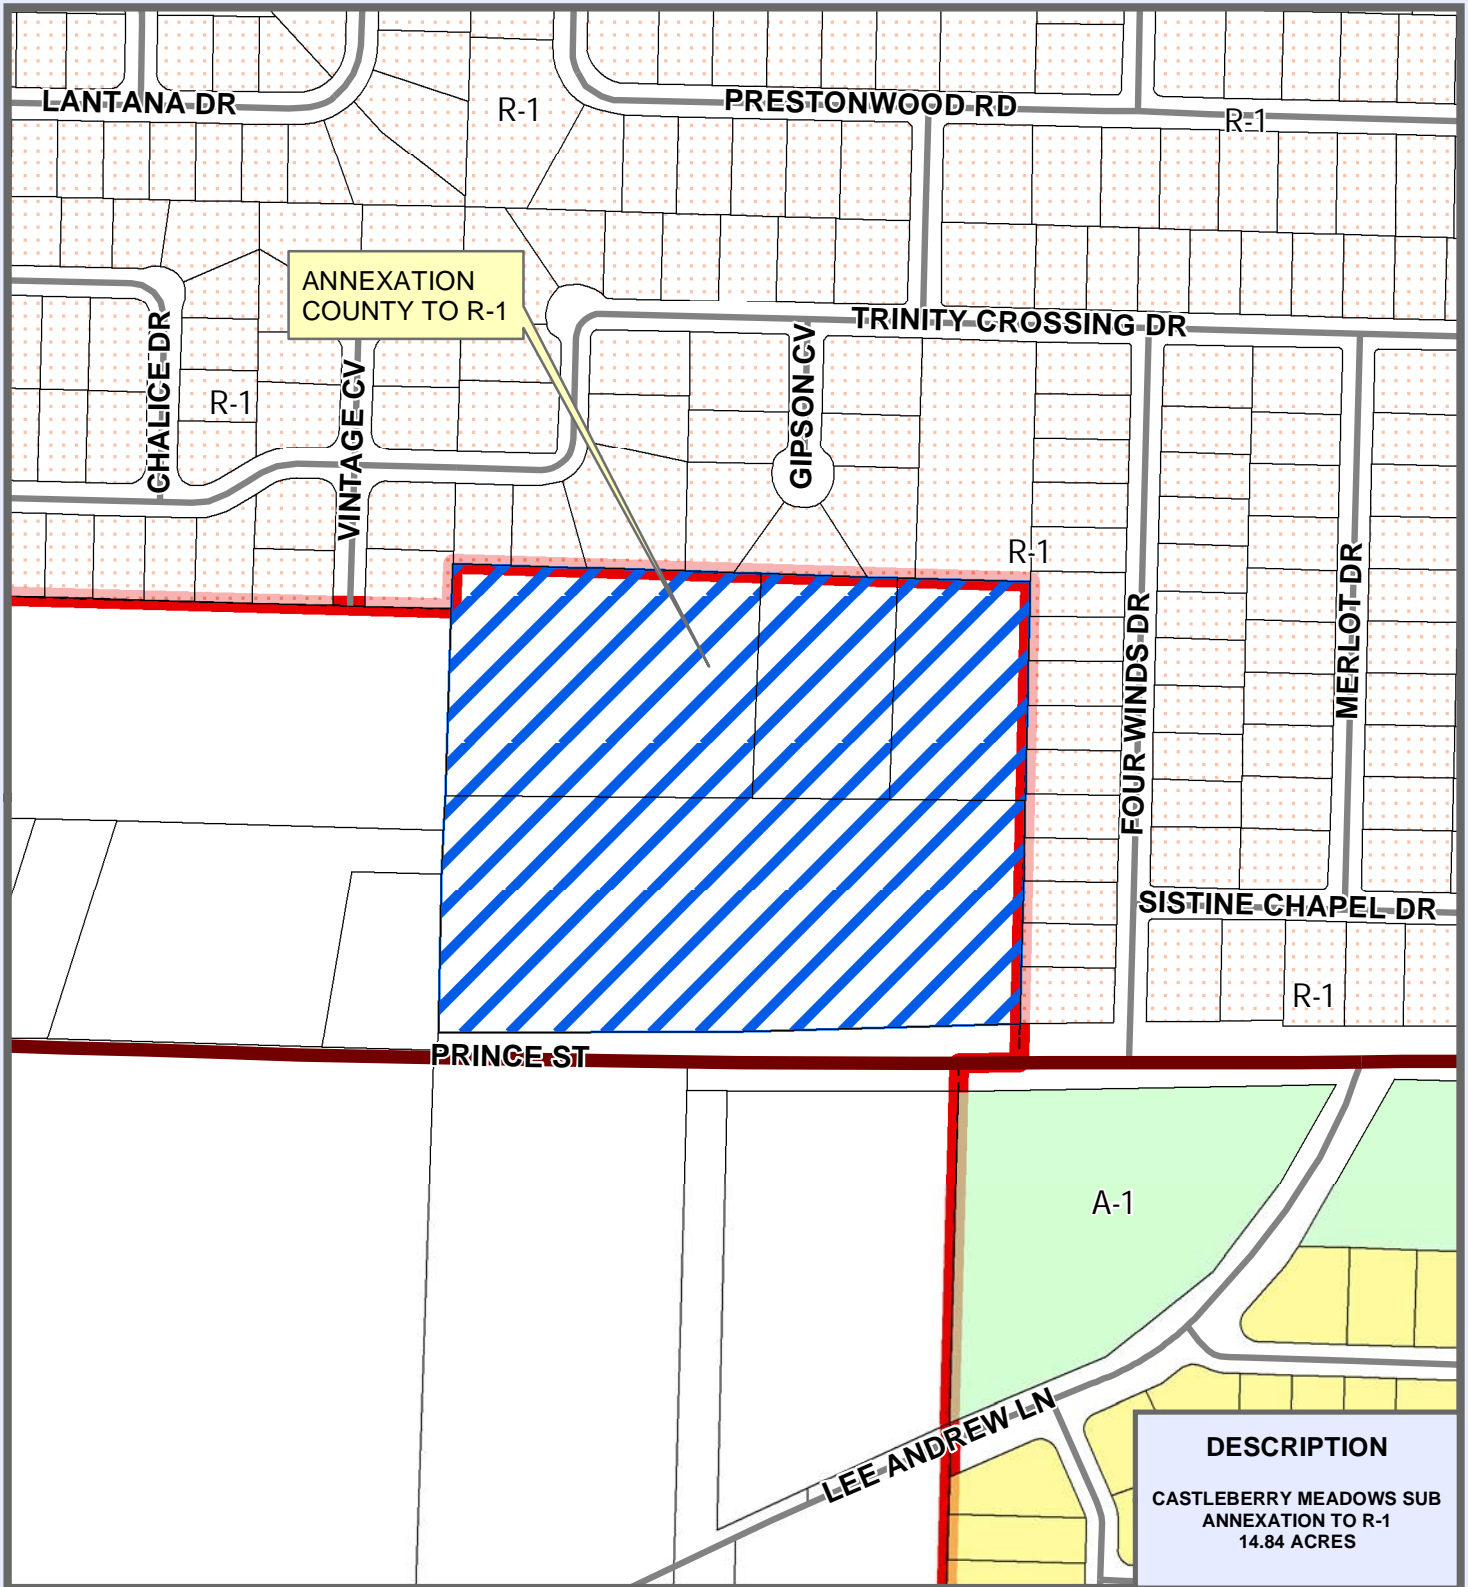 LANTANA DR
R-1
PRESTONWOOD RD
R-1
ANNEXATION
COUNTY TO R-1
TRINITY CROSSING DR
CHALICE DR
R-1
VINTAGE CV
GIPSON CV
R-1
FOUR WINDS DR
MERLOT DR
SISTINE CHAPEL DR
R-1
PRINCE ST
A-1
LEE ANDREW LN
DESCRIPTION
CASTLEBERRY MEADOWS SUB
ANNEXATION TO R-1
14.84 ACRES